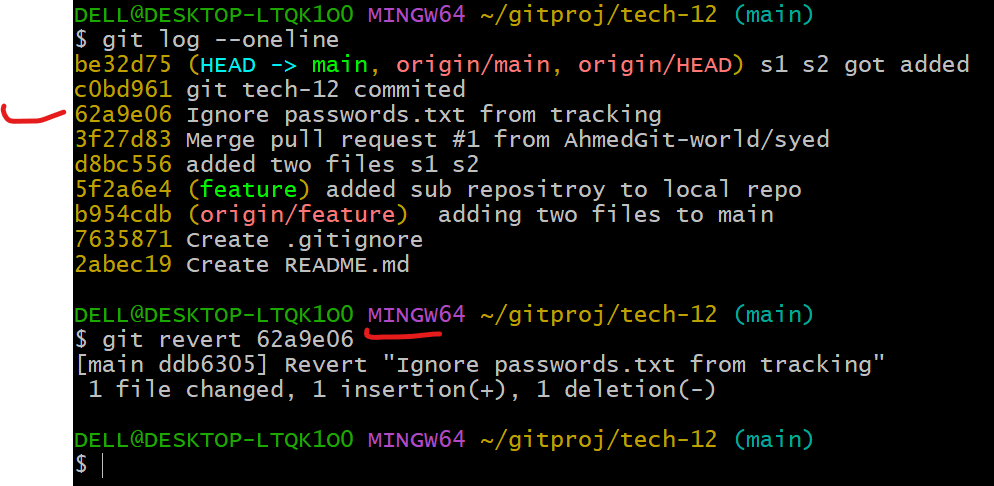 DELL@DESKTOP-LTQK1O0 MINGW64 ~/gitproj/tech-12 (main)
$ git log --oneline
be32d75 (HEAD -> main, origin/main, origin/HEAD) s1 s2 got added
c0bd961 git tech-12 commited
62a9e06 Ignore passwords.txt from tracking
3f27d83 Merge pull request #1 from AhmedGit-world/syed
d8bc556 added two files s1 s2
5f2a6e4 (feature) added sub repositroy to local repo
b954cdb (origin/feature)  adding two files to main
7635871 Create .gitignore
2abec19 Create README.md
DELL@DESKTOP-LTQK1O0 MINGW64 ~/gitproj/tech-12 (main)
$ git revert 62a9e06
[main ddb6305] Revert "Ignore passwords.txt from tracking"
 1 file changed, 1 insertion(+), 1 deletion(-)
DELL@DESKTOP-LTQK1O0 MINGW64 ~/gitproj/tech-12 (main)
$